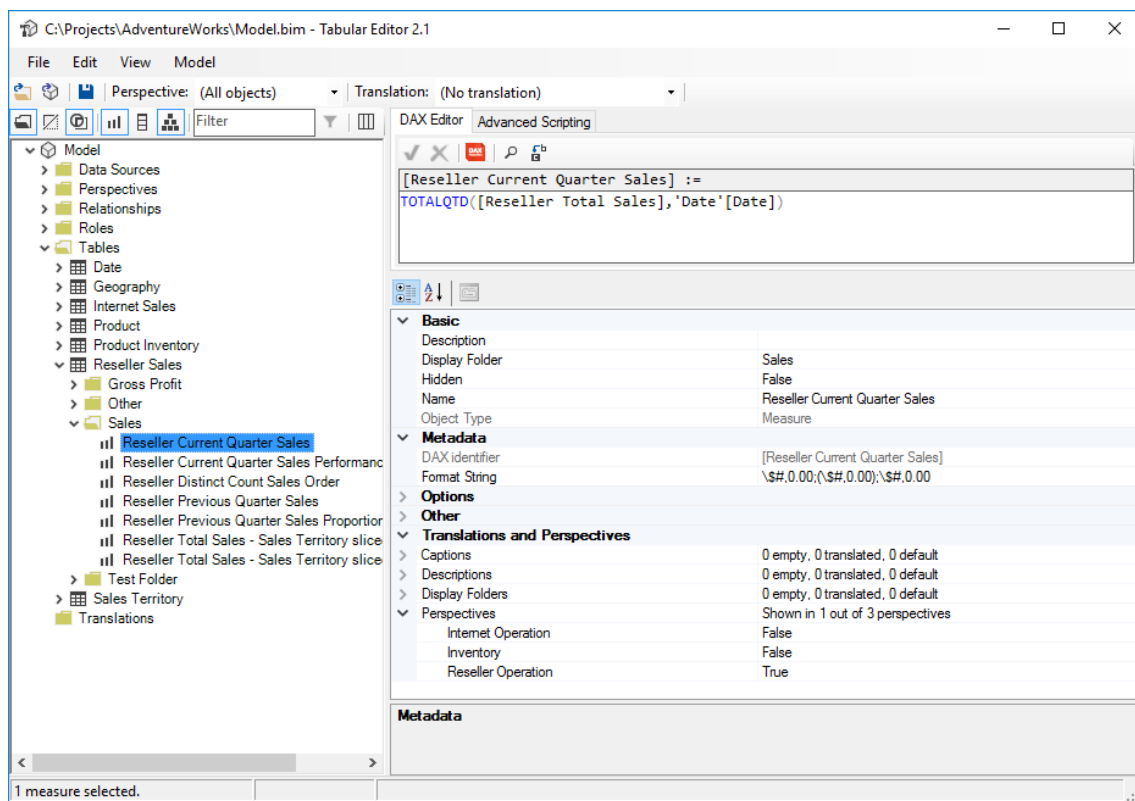 C:\Projects\AdventureWorks\Model.bim - Tabular Editor 2.1
File Edit View Model
Perspective: (All objects) Translation: (No translation)
Filter
Model
Data Sources
Perspectives
Relationships
Roles
Tables
Date
Geography
Internet Sales
Product
Product Inventory
Reseller Sales
Gross Profit
Other
Sales
Reseller Current Quarter Sales
Reseller Current Quarter Sales Performanc
Reseller Distinct Count Sales Order
Reseller Previous Quarter Sales
Reseller Previous Quarter Sales Proportior
Reseller Total Sales - Sales Territory slice
Reseller Total Sales - Sales Territory slice
Test Folder
Sales Territory
Translations
DAX Editor Advanced Scripting
DAX
[Reseller Current Quarter Sales] :=
TOTALQTD([Reseller Total Sales],'Date'[Date])
Basic
Description
Display Folder Sales
Hidden False
Name Reseller Current Quarter Sales
Object Type Measure
Metadata
DAX identifier [Reseller Current Quarter Sales]
Format String \$#,0.00;(\$#,0.00);\$#,0.00
Options
Other
Translations and Perspectives
Captions 0 empty, 0 translated, 0 default
Descriptions 0 empty, 0 translated, 0 default
Display Folders 0 empty, 0 translated, 0 default
Perspectives Shown in 1 out of 3 perspectives
Internet Operation False
Inventory False
Reseller Operation True
Metadata
1 measure selected.